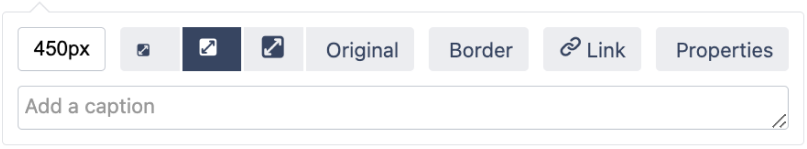 450px Original Border Link Properties
Add a caption